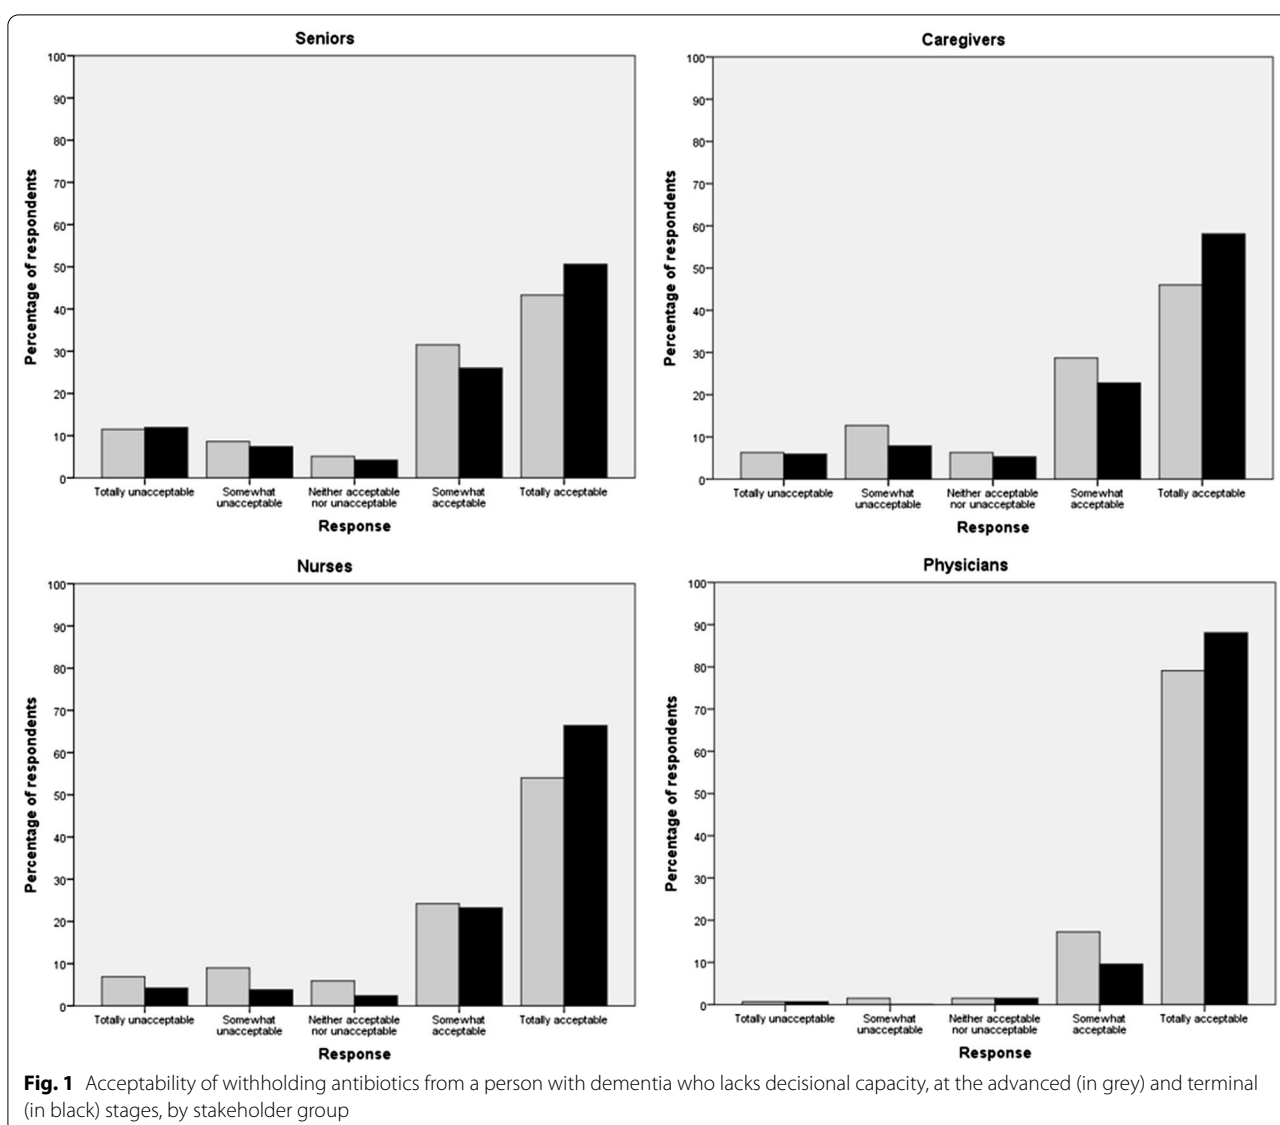 Seniors
Percentage of respondents
100
90
80
70
60
50
40
30
20
10
0
Totally unacceptable
Somewhat
unacceptable
Neither acceptable
nor unacceptable
Somewhat
acceptable
Totally acceptable
Response
Caregivers
Percentage of respondents
100
90
80
70
60
50
40
30
20
10
0
Totally unacceptable
Somewhat
unacceptable
Neither acceptable
nor unacceptable
Somewhat
acceptable
Totally acceptable
Response
Nurses
Percentage of respondents
100
90
80
70
60
50
40
30
20
10
0
Totally unacceptable
Somewhat
unacceptable
Neither acceptable
nor unacceptable
Somewhat
acceptable
Totally acceptable
Response
Physicians
Percentage of respondents
100
90
80
70
60
50
40
30
20
10
0
Totally unacceptable
Somewhat
unacceptable
Neither acceptable
nor unacceptable
Somewhat
acceptable
Totally acceptable
Response
Fig. 1 Acceptability of withholding antibiotics from a person with dementia who lacks decisional capacity, at the advanced (in grey) and terminal
(in black) stages, by stakeholder group